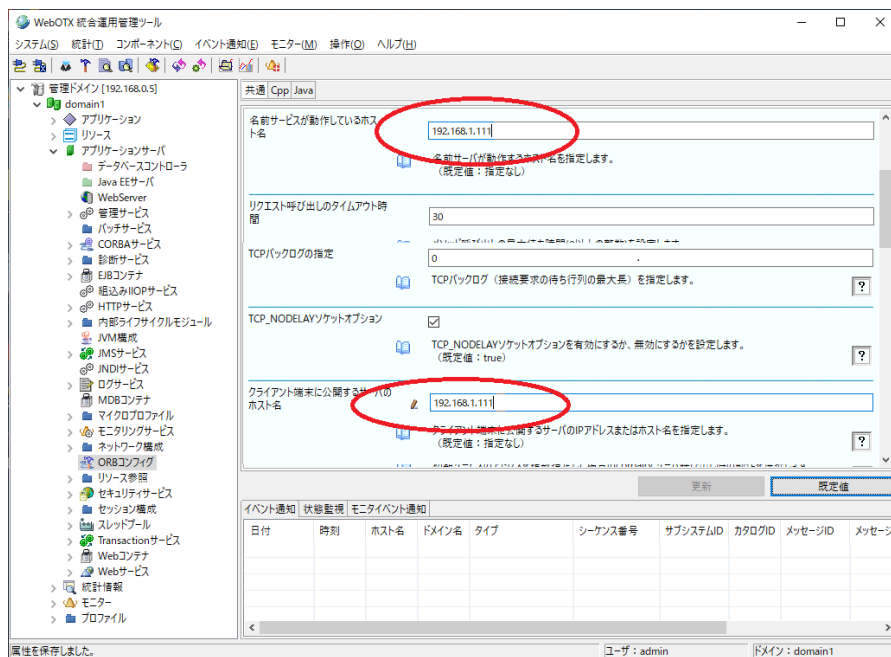 WebOTX 統合運用管理ツール
システム(S) 統計(T) コンポーネント(C) イベント通知(E) モニター(M) 操作(O) ヘルプ(H)
管理ドメイン [192.168.0.5]
domain1
アプリケーション
リソース
アプリケーションサーバ
データベースコントローラ
Java EEサーバ
WebServer
管理サービス
バッチサービス
CORBAサービス
診断サービス
EJBコンテナ
組込みIIOPサービス
HTTPサービス
内部ライフサイクルモジュール
JVM構成
JMSサービス
JNDIサービス
ログサービス
MDBコンテナ
マイクロプロファイル
モニタリングサービス
ネットワーク構成
ORBコンフィグ
リソース参照
セキュリティサービス
セッション構成
スレッドプール
Transactionサービス
Webコンテナ
Webサービス
統計情報
モニター
プロファイル
共通 Cpp Java
名前サービスが動作しているホス
ト名
192.168.1.111
名前サーバが動作するホスト名を指定します。
(既定値：指定なし)
リクエスト呼び出しのタイムアウト時
間
30
TCPバックログの指定
0 .
TCPバックログ（接続要求の待ち行列の最大長）を指定します。
?
TCP_NODELAYソケットオプション
TCP_NODELAYソケットオプションを有効にするか、無効にするかを設定します。
（既定値：true）
?
クライアント端末に公開するサーバの
ホスト名
192.168.1.111
クライアント端末に公開するサーバのIPアドレスまたはホスト名を指定します。
（既定値：指定なし）
?
更新 既定値
イベント通知 状態監視 モニタイベント通知
日付 時刻 ホスト名 ドメイン名 タイプ シーケンス番号 サブシステムID カタログID メッセージID メッセージ
属性を保存しました。 ユーザ：admin ドメイン：domain1